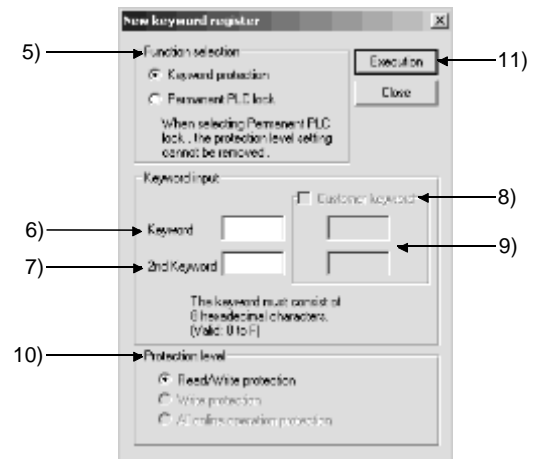 New keyword register
5)
Function selection
Keyword protection
Permanent PLC lock
When selecting Permanent PLC
lock , the protection level setting
cannot be removed .
Execution
11)
Close
Keyword input
Customer keyword
8)
6)
Keyword
9)
7)
2nd Keyword
The keyword must consist of
8 hexadecimal characters.
(Valid: 0 to F)
10)
Protection level
Read/Write protection
Write protection
All online operation protection